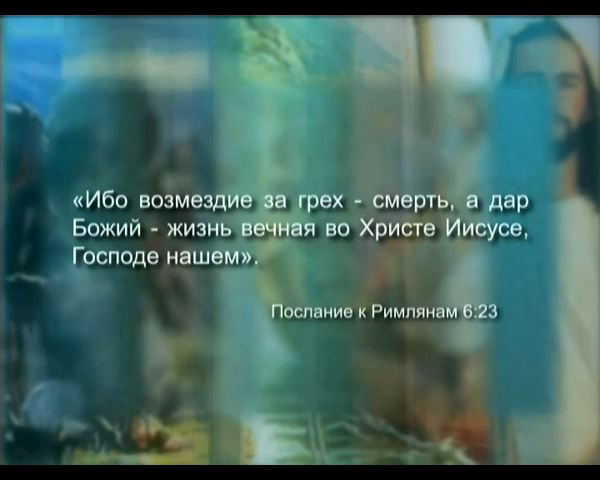 «Ибо возмездие за грех - смерть, а дар
Божий - жизнь вечная во Христе Иисусе,
Господе нашем».
Послание к Римлянам 6:23